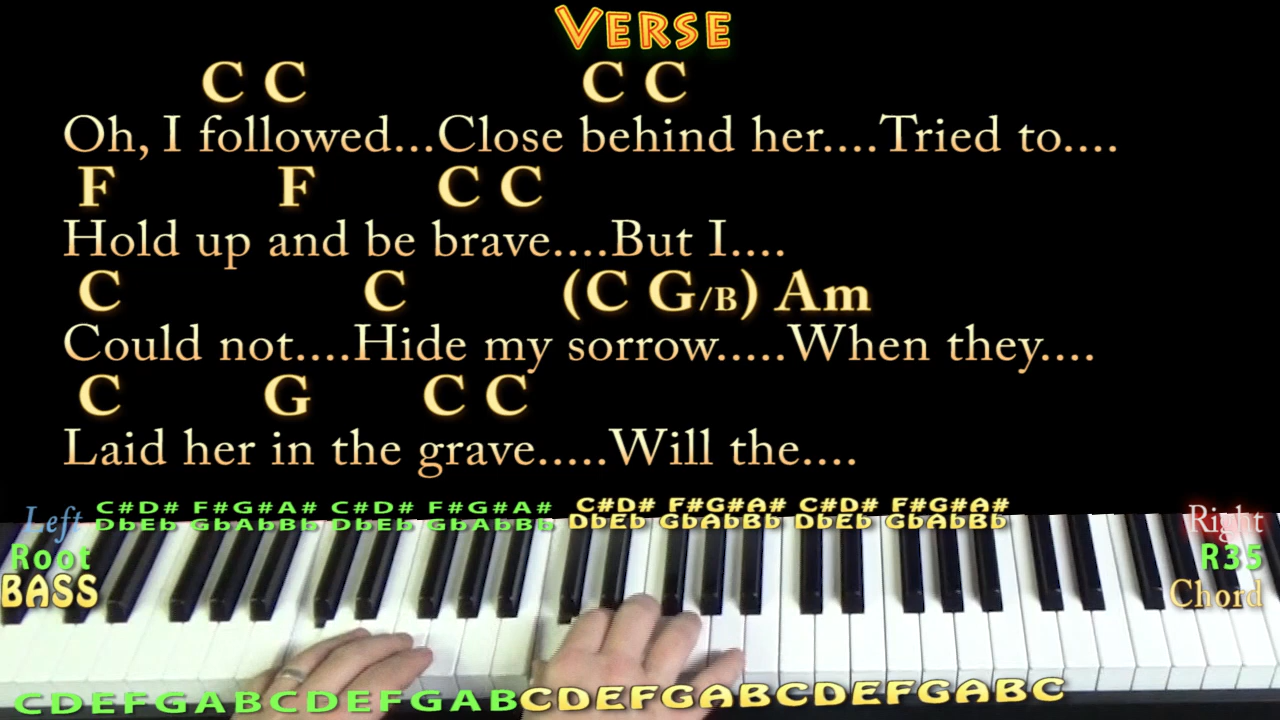 VERSE
C C C C
Oh, I followed...Close behind her....Tried to....
F F C C
Hold up and be brave....But I....
C C (C G/B) Am
Could not....Hide my sorrow.....When they....
C G C C
Laid her in the grave.....Will the....
Left C#D# F#G#A# C#D# F#G#A# C#D# F#G#A# C#D# F#G#A# Right
DbEb GbAbBb DbEb GbAbBb DbEb GbAbBb DbEb GbAbBb
Root R35
BASS Chord
CDEFGABCDEFGABCDEFGABCDEFGABC